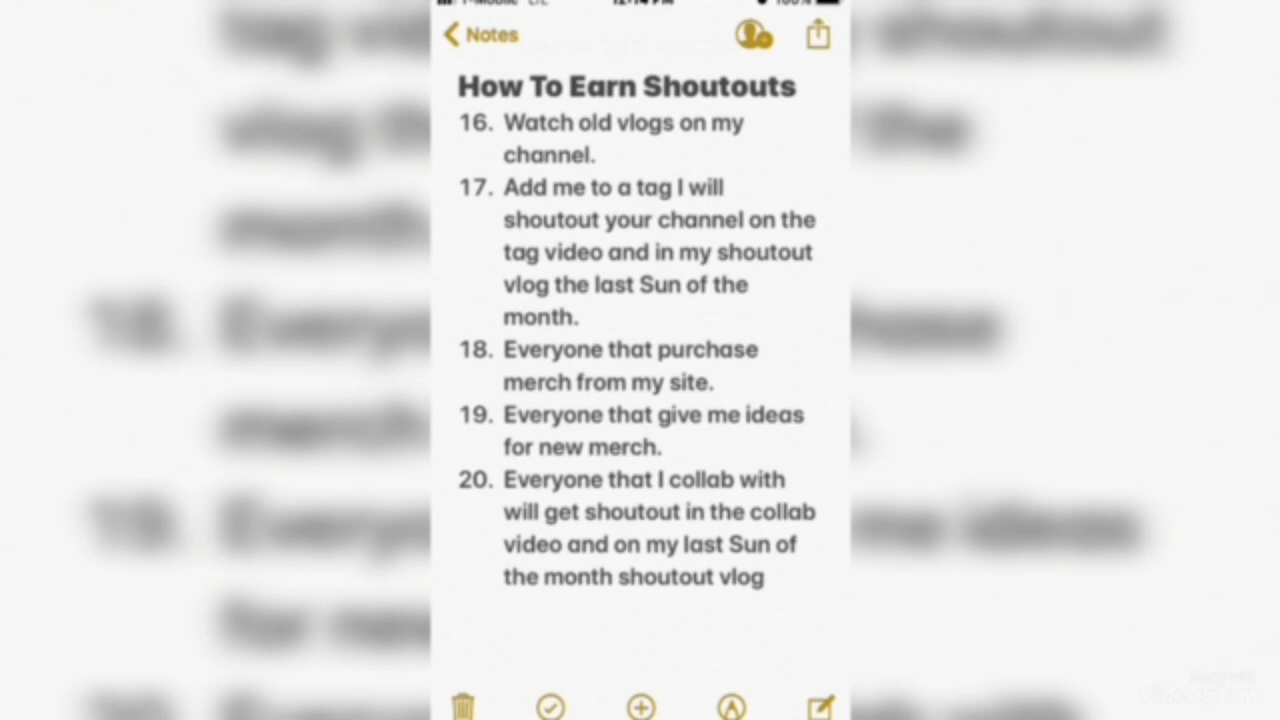 Notes
How To Earn Shoutouts
16. Watch old vlogs on my
channel.
17. Add me to a tag I will
shoutout your channel on the
tag video and in my shoutout
vlog the last Sun of the
month.
18. Everyone that purchase
merch from my site.
19. Everyone that give me ideas
for new merch.
20. Everyone that I collab with
will get shoutout in the collab
video and on my last Sun of
the month shoutout vlog